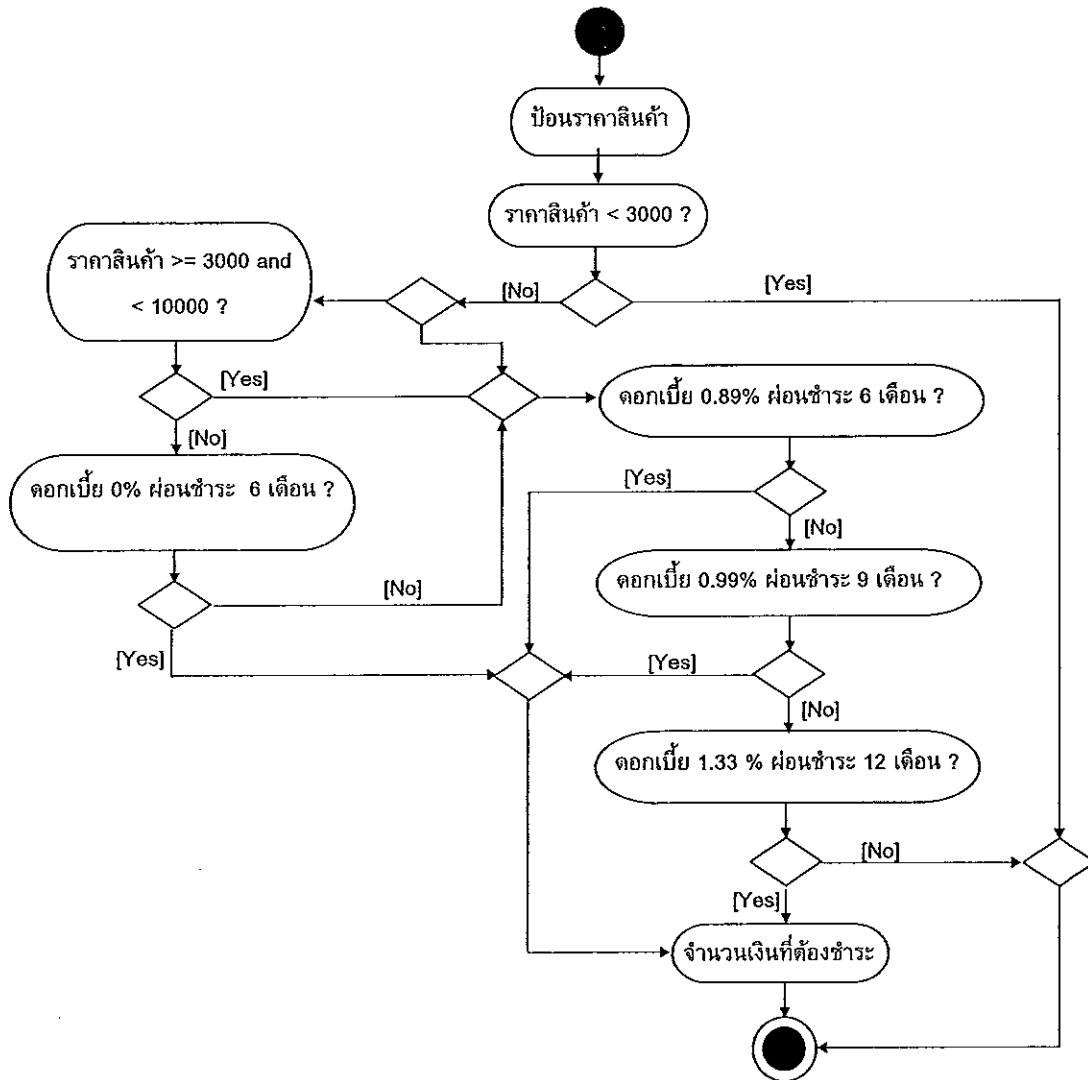 ป้อนราคาสินค้า
ราคาสินค้า < 3000 ?
ราคาสินค้า >= 3000 and
< 10000 ?
[No]
[Yes]
[Yes]
ดอกเบี้ย 0.89% ผ่อนชำระ 6 เดือน ?
[No]
ดอกเบี้ย 0% ผ่อนชำระ 6 เดือน ?
[Yes]
[No]
ดอกเบี้ย 0.99% ผ่อนชำระ 9 เดือน ?
[No]
[Yes]
[Yes]
[No]
ดอกเบี้ย 1.33 % ผ่อนชำระ 12 เดือน ?
[No]
[Yes]
จำนวนเงินที่ต้องชำระ